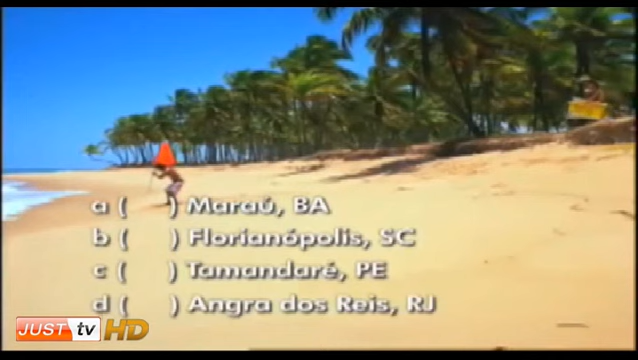 a (    ) Maraú, BA
b (    ) Florianópolis, SC
c (    ) Tamandaré, PE
d (    ) Angra dos Reis, RJ
JUST tv HD